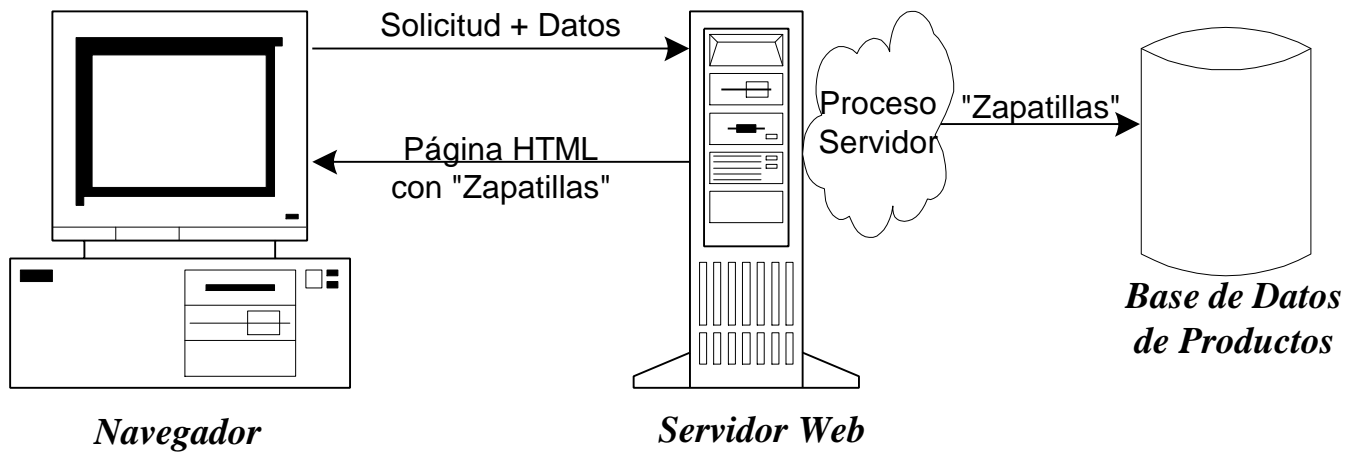 Solicitud + Datos
Página HTML
con "Zapatillas"
Proceso
Servidor
"Zapatillas"
Base de Datos
de Productos
Navegador
Servidor Web